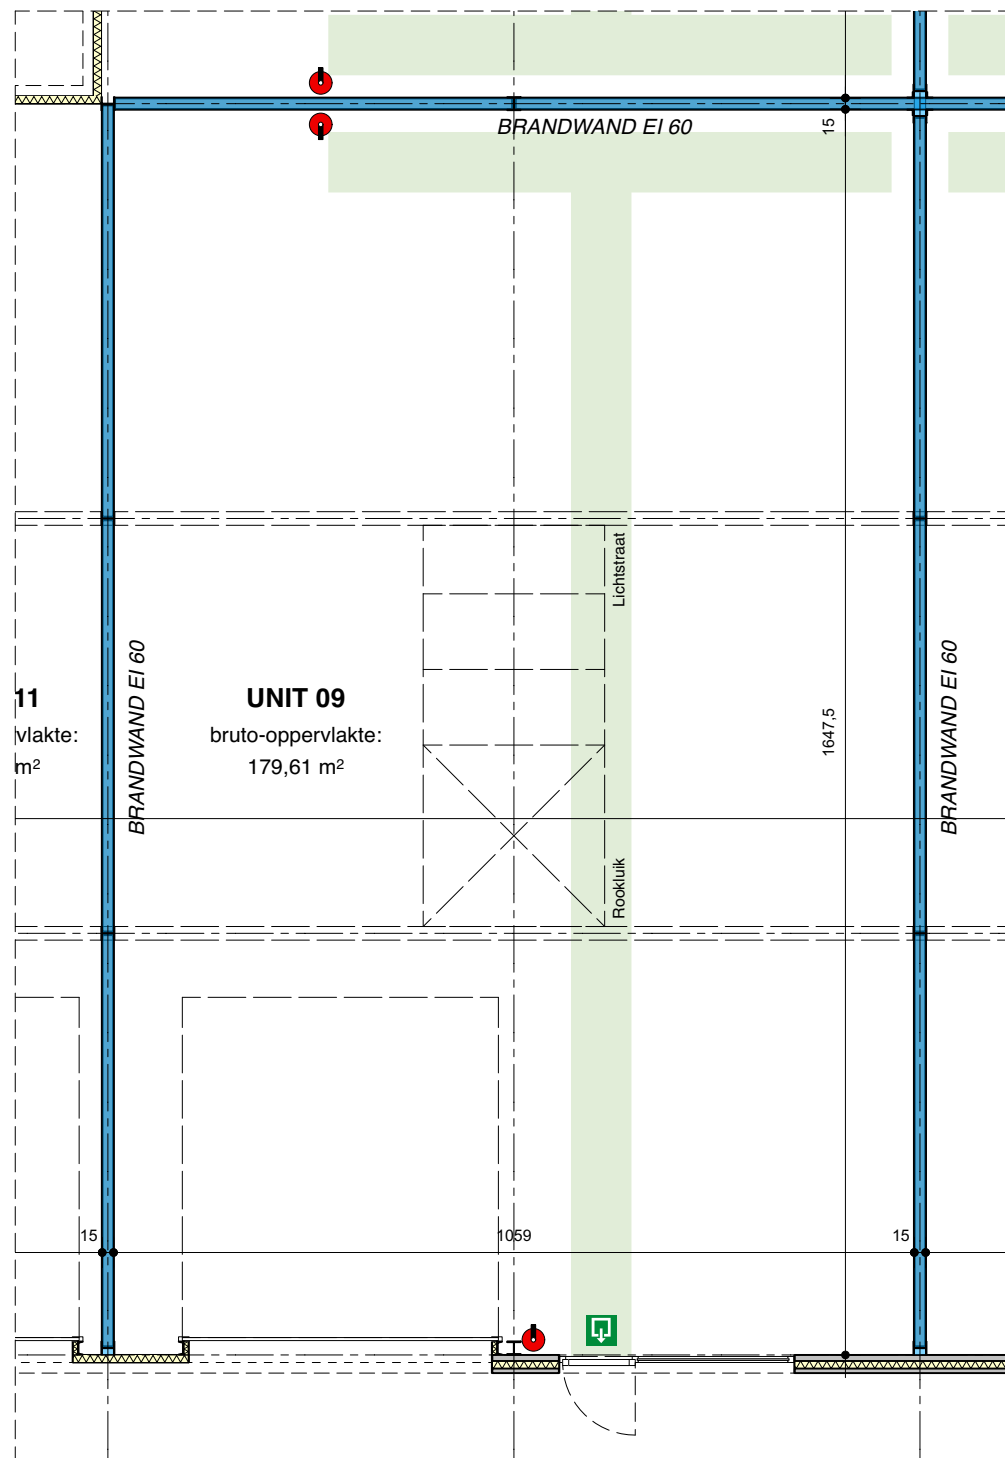 BRANDWAND EI 60
15
Lichtstraat
BRANDWAND EI 60
11
vlakte:
m²
UNIT 09
bruto-oppervlakte:
179,61 m²
1647,5
BRANDWAND EI 60
Rookluik
15
1059
15